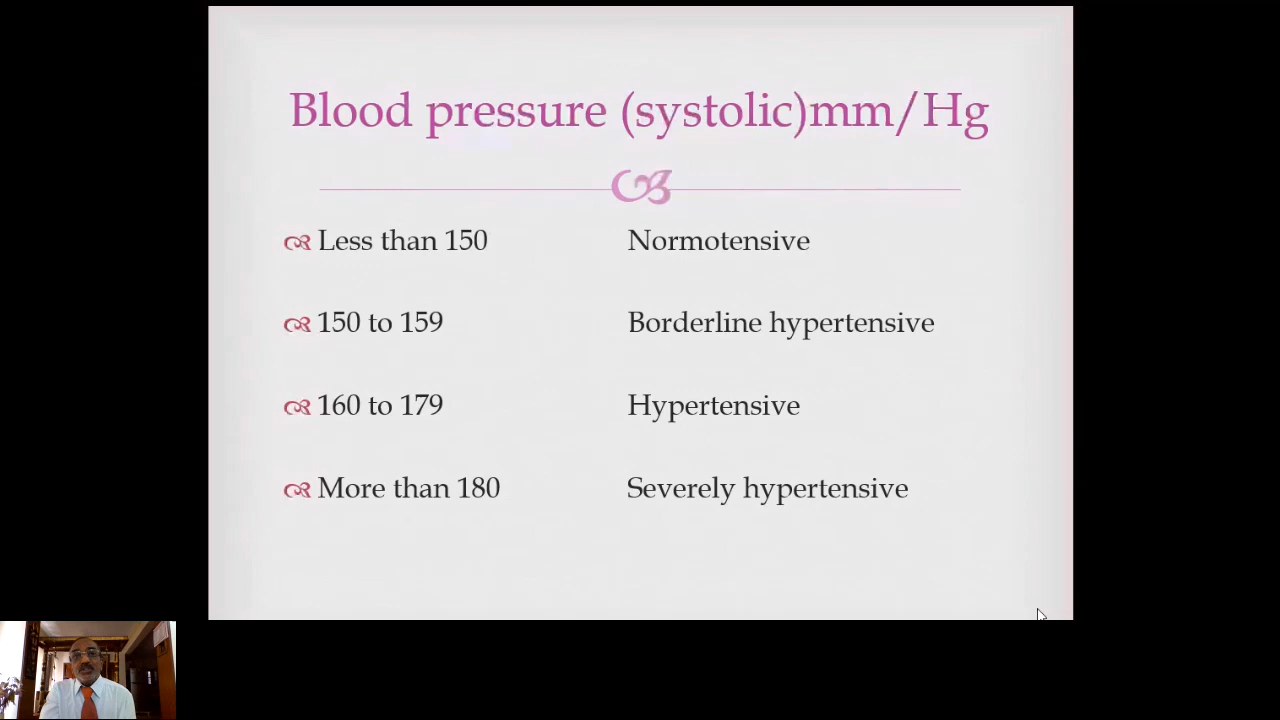 Blood pressure (systolic)mm/Hg
Less than 150 Normotensive
150 to 159 Borderline hypertensive
160 to 179 Hypertensive
More than 180 Severely hypertensive